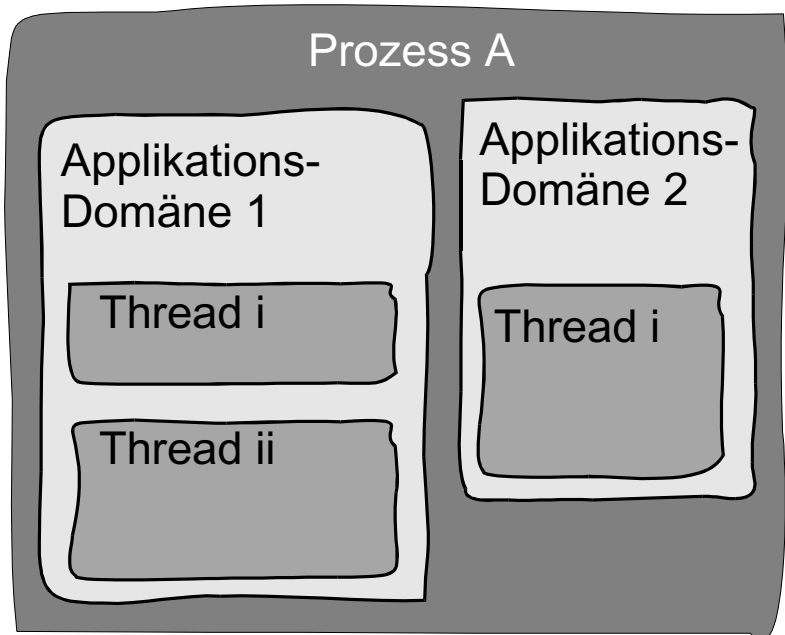 Prozess A
Applikations-
Domäne 1
Thread i
Thread ii
Applikations-
Domäne 2
Thread i